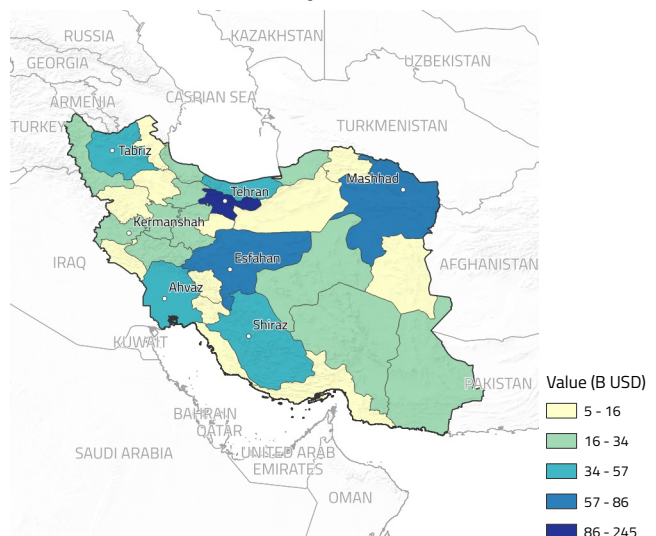 RUSSIA
KAZAKHSTAN
GEORGIA
UZBEKISTAN
CASPIAN SEA
ARMENIA
TURKEY
TURKMENISTAN
Tabriz
Mashhad
Tehran
Kermanshah
IRAQ
Esfahan
AFGHANISTAN
Ahvaz
Shiraz
KUWAIT
PAKISTAN
Value (B USD)
5 - 16
BAHRAIN
QATAR
16 - 34
SAUDI ARABIA
UNITED ARAB
EMIRATES
34 - 57
OMAN
57 - 86
86 - 245